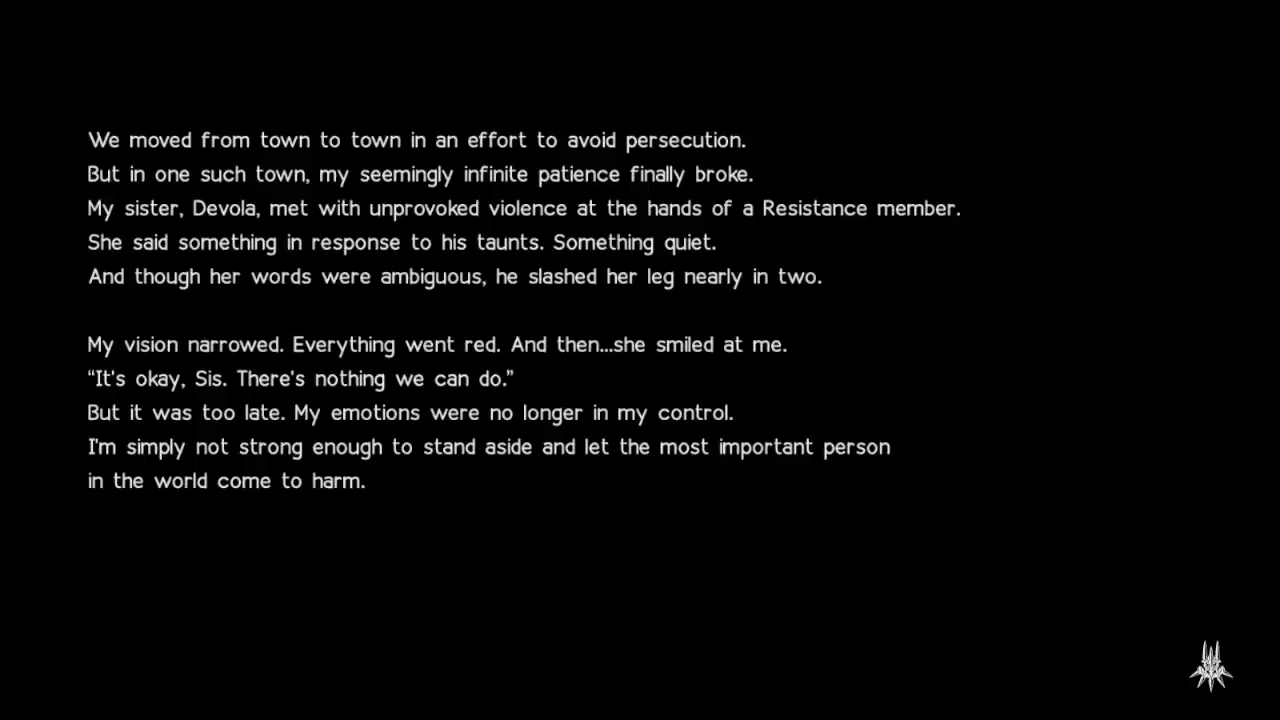 We moved from town to town in an effort to avoid persecution.
But in one such town, my seemingly infinite patience finally broke.
My sister, Devola, met with unprovoked violence at the hands of a Resistance member.
She said something in response to his taunts. Something quiet.
And though her words were ambiguous, he slashed her leg nearly in two.
My vision narrowed. Everything went red. And then...she smiled at me.
“It's okay, Sis. There's nothing we can do.”
But it was too late. My emotions were no longer in my control.
I'm simply not strong enough to stand aside and let the most important person
in the world come to harm.